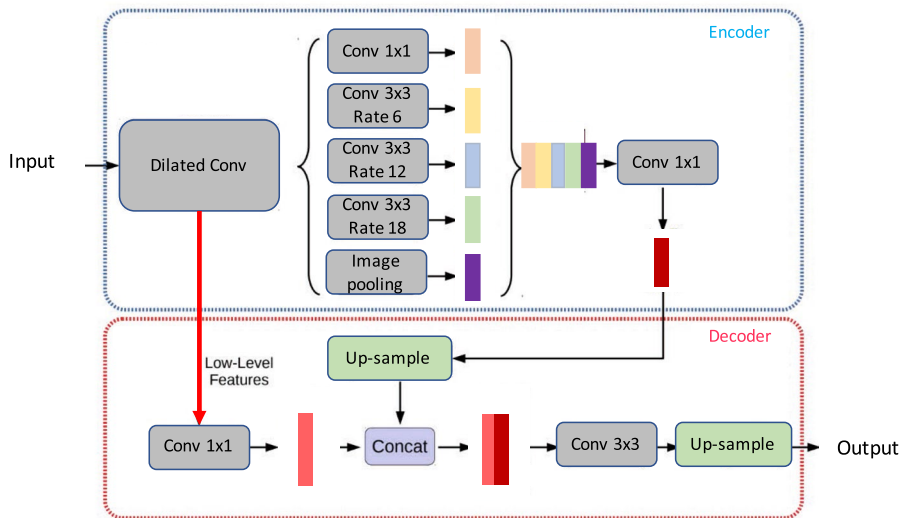 Encoder
Conv 1x1
Conv 3x3
Rate 6
Input
Dilated Conv
Conv 3x3
Rate 12
Conv 1x1
Conv 3x3
Rate 18
Image
pooling
Decoder
Low-Level
Features
Up-sample
Conv 1x1
Concat
Conv 3x3
Up-sample
Output